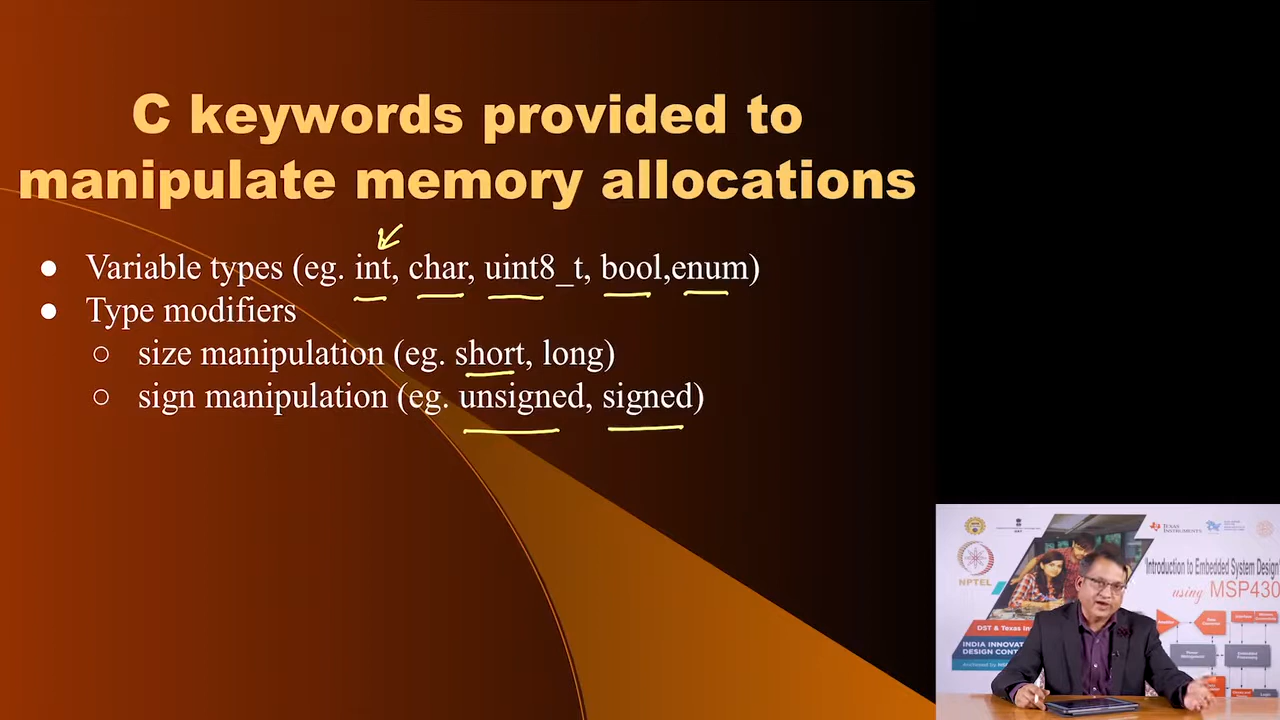 C keywords provided to
manipulate memory allocations
● Variable types (eg. int, char, uint8_t, bool,enum)
● Type modifiers
○ size manipulation (eg. short, long)
○ sign manipulation (eg. unsigned, signed)
TEXAS
INSTRUMENTS
NPTEL
'Introduction to Embedded System Design'
using MSP430
DST & Texas In
INDIA INNOVAT
DESIGN CONT